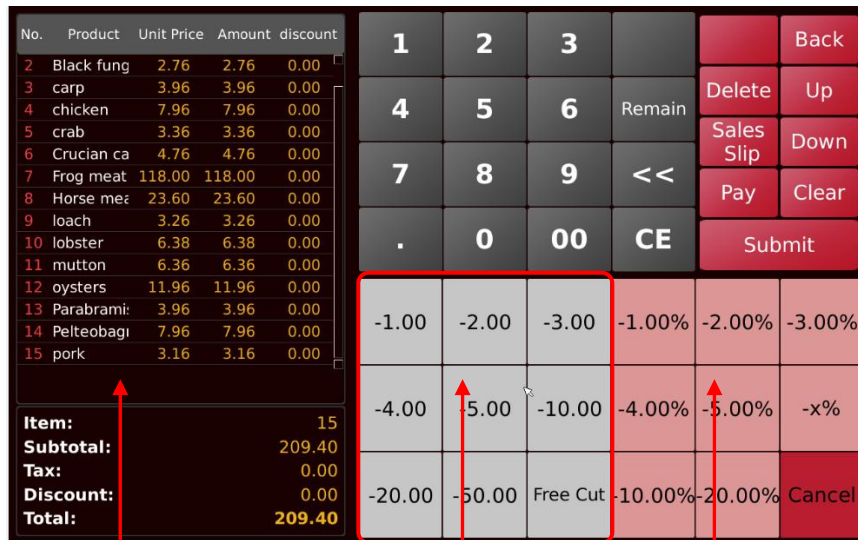 No. Product Unit Price Amount discount
2 Black fung 2.76 2.76 0.00
3 carp 3.96 3.96 0.00
4 chicken 7.96 7.96 0.00
5 crab 3.36 3.36 0.00
6 Crucian ca 4.76 4.76 0.00
7 Frog meat 118.00 118.00 0.00
8 Horse mea 23.60 23.60 0.00
9 loach 3.26 3.26 0.00
10 lobster 6.38 6.38 0.00
11 mutton 6.36 6.36 0.00
12 oysters 11.96 11.96 0.00
13 Parabramis 3.96 3.96 0.00
14 Pelteobagr 7.96 7.96 0.00
15 pork 3.16 3.16 0.00
Item: 15
Subtotal: 209.40
Tax: 0.00
Discount: 0.00
Total: 209.40
1 2 3
4 5 6 Remain
7 8 9 <<
. 0 00 CE
Back
Delete Up
Sales
Slip
Down
Pay Clear
Submit
-1.00 -2.00 -3.00 -1.00% -2.00% -3.00%
-4.00 -5.00 -10.00 -4.00% -5.00% -x%
-20.00 -50.00 Free Cut -10.00% -20.00% Cancel